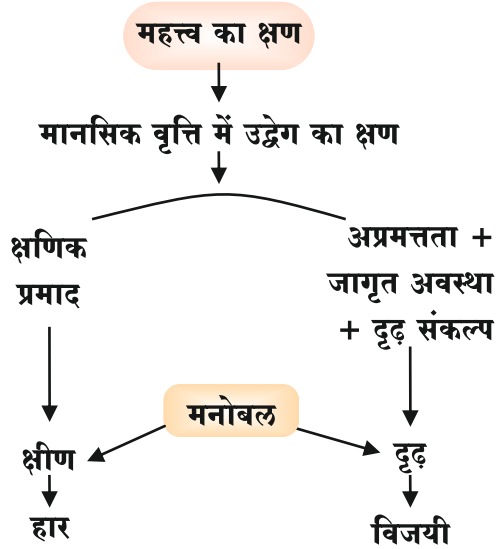 महत्त्व का क्षण
मानसिक वृत्ति में उद्वेग का क्षण
क्षणिक
प्रमाद
अप्रमत्तता +
जागृत अवस्था
+ दृढ़ संकल्प
मनोबल
क्षीण
दृढ़
हार
विजयी